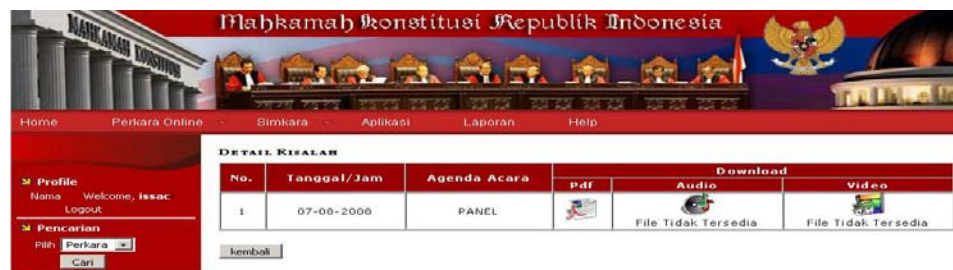 Mahkamah Konstitusi Republik Indonesia
MAHKAMAH KONSTITUSI
Home Perkara Online Simkara Aplikasi Laporan Help
DETAIL RISALAH
No. Tanggal/Jam Agenda Acara Download
Pdf Audio Video
1 07-08-2008 PANEL File Tidak Tersedia File Tidak Tersedia
kembali
Profile
Nama Welcome, issac
Logout
Pencarian
Pilih Perkara
Cari